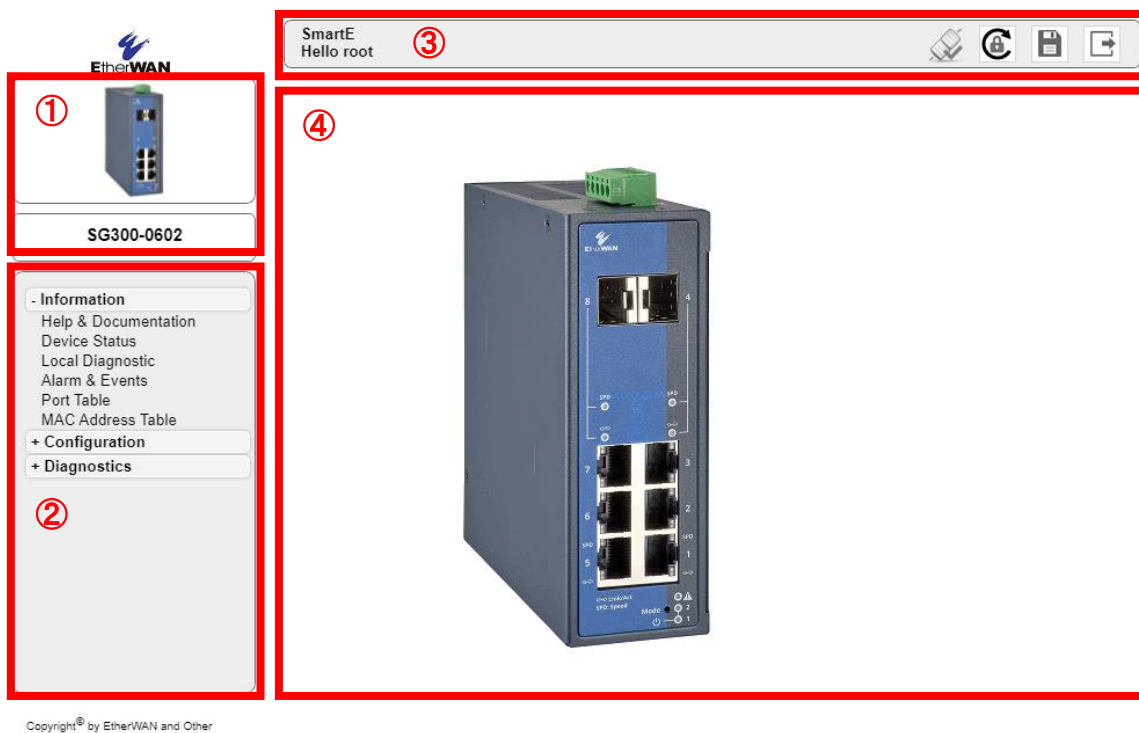 EtherWAN
①
SG300-0602
- Information
Help & Documentation
Device Status
Local Diagnostic
Alarm & Events
Port Table
MAC Address Table
+ Configuration
+ Diagnostics
②
SmartE
Hello root
③
④
EtherWAN
8
4
SPD
SPD
7
3
6
2
SPD
SPD
5
1
Link/Act
SPD: Speed
Mode
2
1
Copyright® by EtherWAN and Other